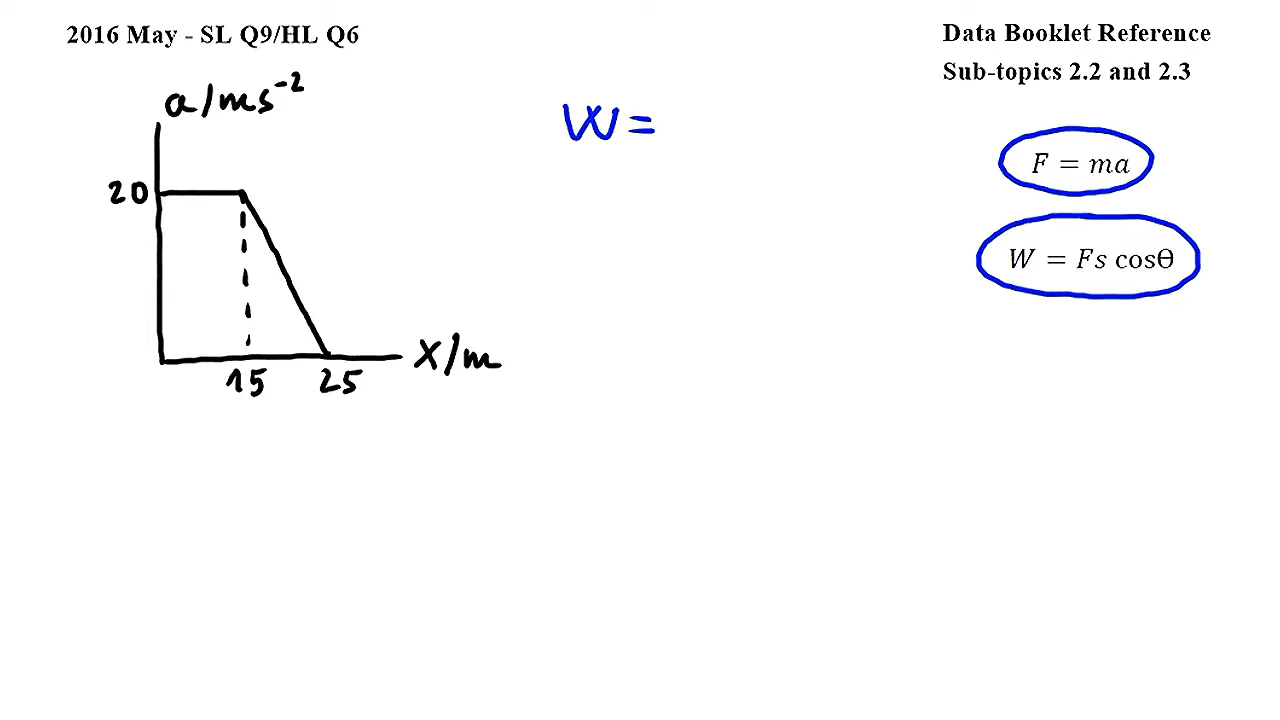 2016 May - SL Q9/HL Q6
Data Booklet Reference
Sub-topics 2.2 and 2.3
a/ms⁻²
W =
F = ma
20
W = Fs cosθ
x/m
15 25